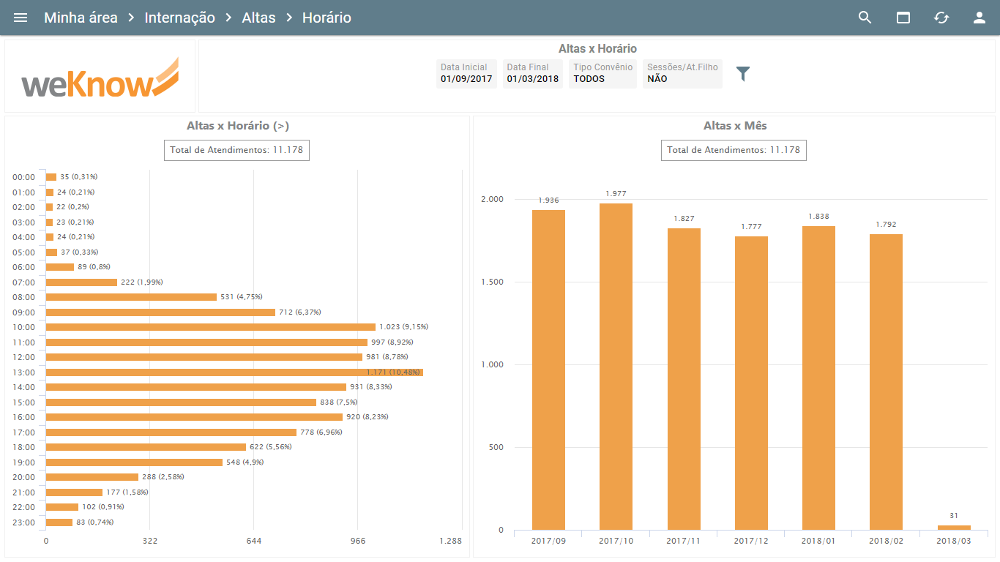 Minha área > Internação > Altas > Horário
weKnow
Altas x Horário
Data Inicial
01/09/2017
Data Final
01/03/2018
Tipo Convênio
TODOS
Sessões/At.Filho
NÃO
Altas x Horário (>)
Total de Atendimentos: 11.178
00:00 35 (0,31%)
01:00 24 (0,21%)
02:00 22 (0,2%)
03:00 23 (0,21%)
04:00 24 (0,21%)
05:00 37 (0,33%)
06:00 89 (0,8%)
07:00 222 (1,99%)
08:00 531 (4,75%)
09:00 712 (6,37%)
10:00 1.023 (9,15%)
11:00 997 (8,92%)
12:00 981 (8,78%)
13:00 1.171 (10,48%)
14:00 931 (8,33%)
15:00 838 (7,5%)
16:00 920 (8,23%)
17:00 778 (6,96%)
18:00 622 (5,56%)
19:00 548 (4,9%)
20:00 288 (2,58%)
21:00 177 (1,58%)
22:00 102 (0,91%)
23:00 83 (0,74%)
0 322 644 966 1.288
Altas x Mês
Total de Atendimentos: 11.178
2.000
1.500
1.000
500
0
1.936 1.977 1.827 1.777 1.838 1.792 31
2017/09 2017/10 2017/11 2017/12 2018/01 2018/02 2018/03